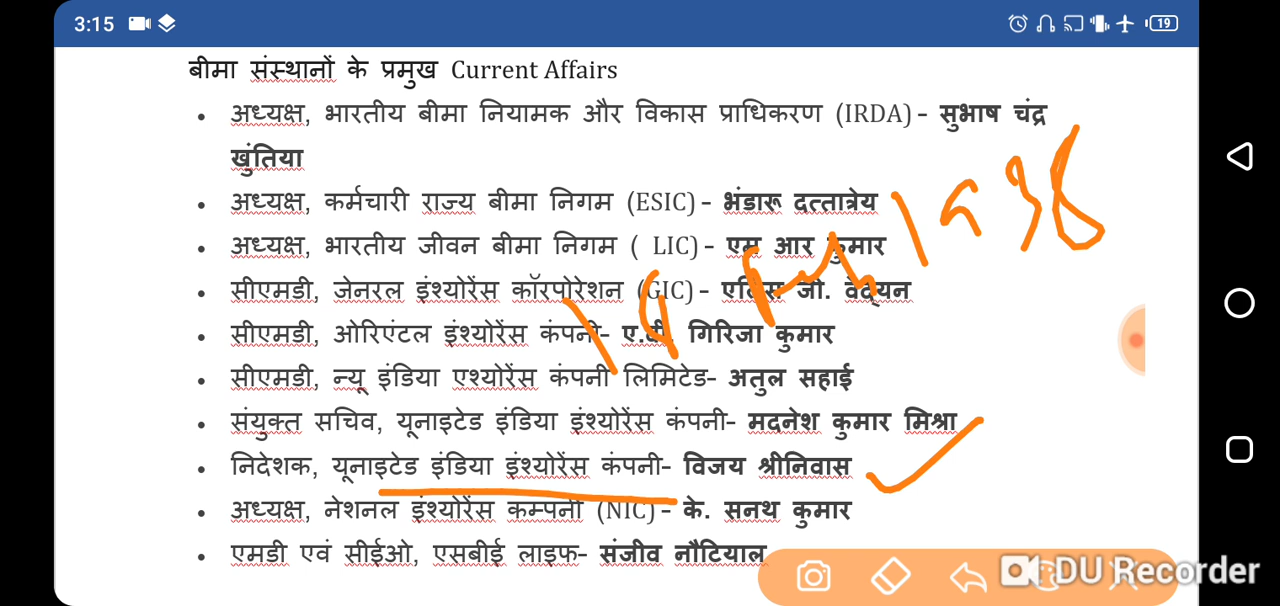 3:15
19
बीमा संस्थानों के प्रमुख Current Affairs
• अध्यक्ष, भारतीय बीमा नियामक और विकास प्राधिकरण (IRDA)- सुभाष चंद्र
खुंतिया
• अध्यक्ष, कर्मचारी राज्य बीमा निगम (ESIC)- भंडारू दत्तात्रेय
• अध्यक्ष, भारतीय जीवन बीमा निगम ( LIC)- एम आर कुमार
• सीएमडी, जेनरल इंश्योरेंस कॉरपोरेशन (GIC)- एलिस जी. वेद्यन
• सीएमडी, ओरिएंटल इंश्योरेंस कंपनी- ए.वी. गिरिजा कुमार
• सीएमडी, न्यू इंडिया एश्योरेंस कंपनी लिमिटेड- अतुल सहाई
• संयुक्त सचिव, यूनाइटेड इंडिया इंश्योरेंस कंपनी- मदनेश कुमार मिश्रा
• निदेशक, यूनाइटेड इंडिया इंश्योरेंस कंपनी- विजय श्रीनिवास
• अध्यक्ष, नेशनल इंश्योरेंस कम्पनी (NIC)- के. सनथ कुमार
• एमडी एवं सीईओ, एसबीई लाइफ- संजीव नौटियाल
DU Recorder